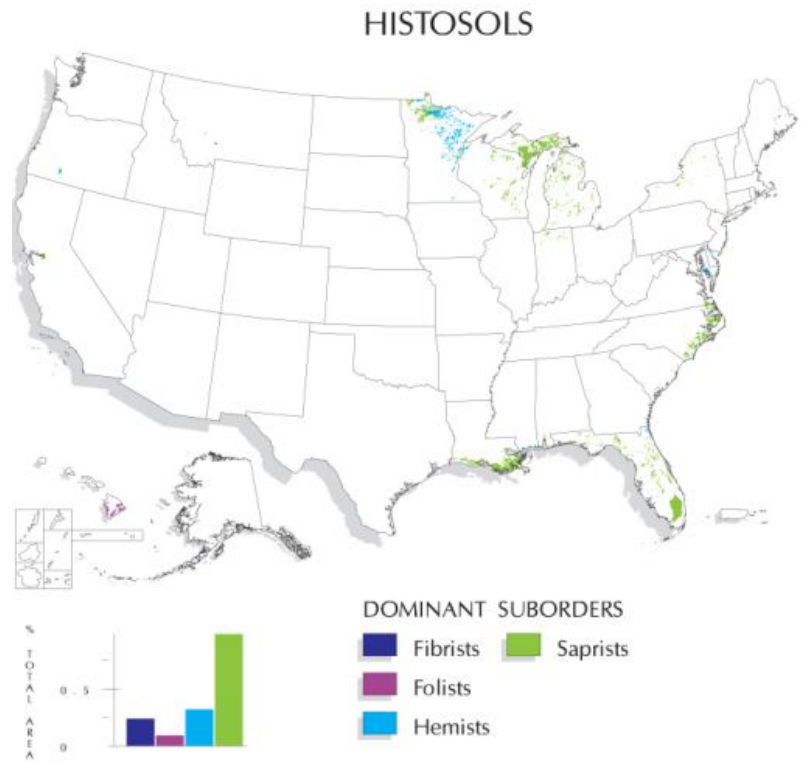 HISTOSOLS
% TOTAL AREA
0.5
0
DOMINANT SUBORDERS
Fibrists
Saprists
Folists
Hemists